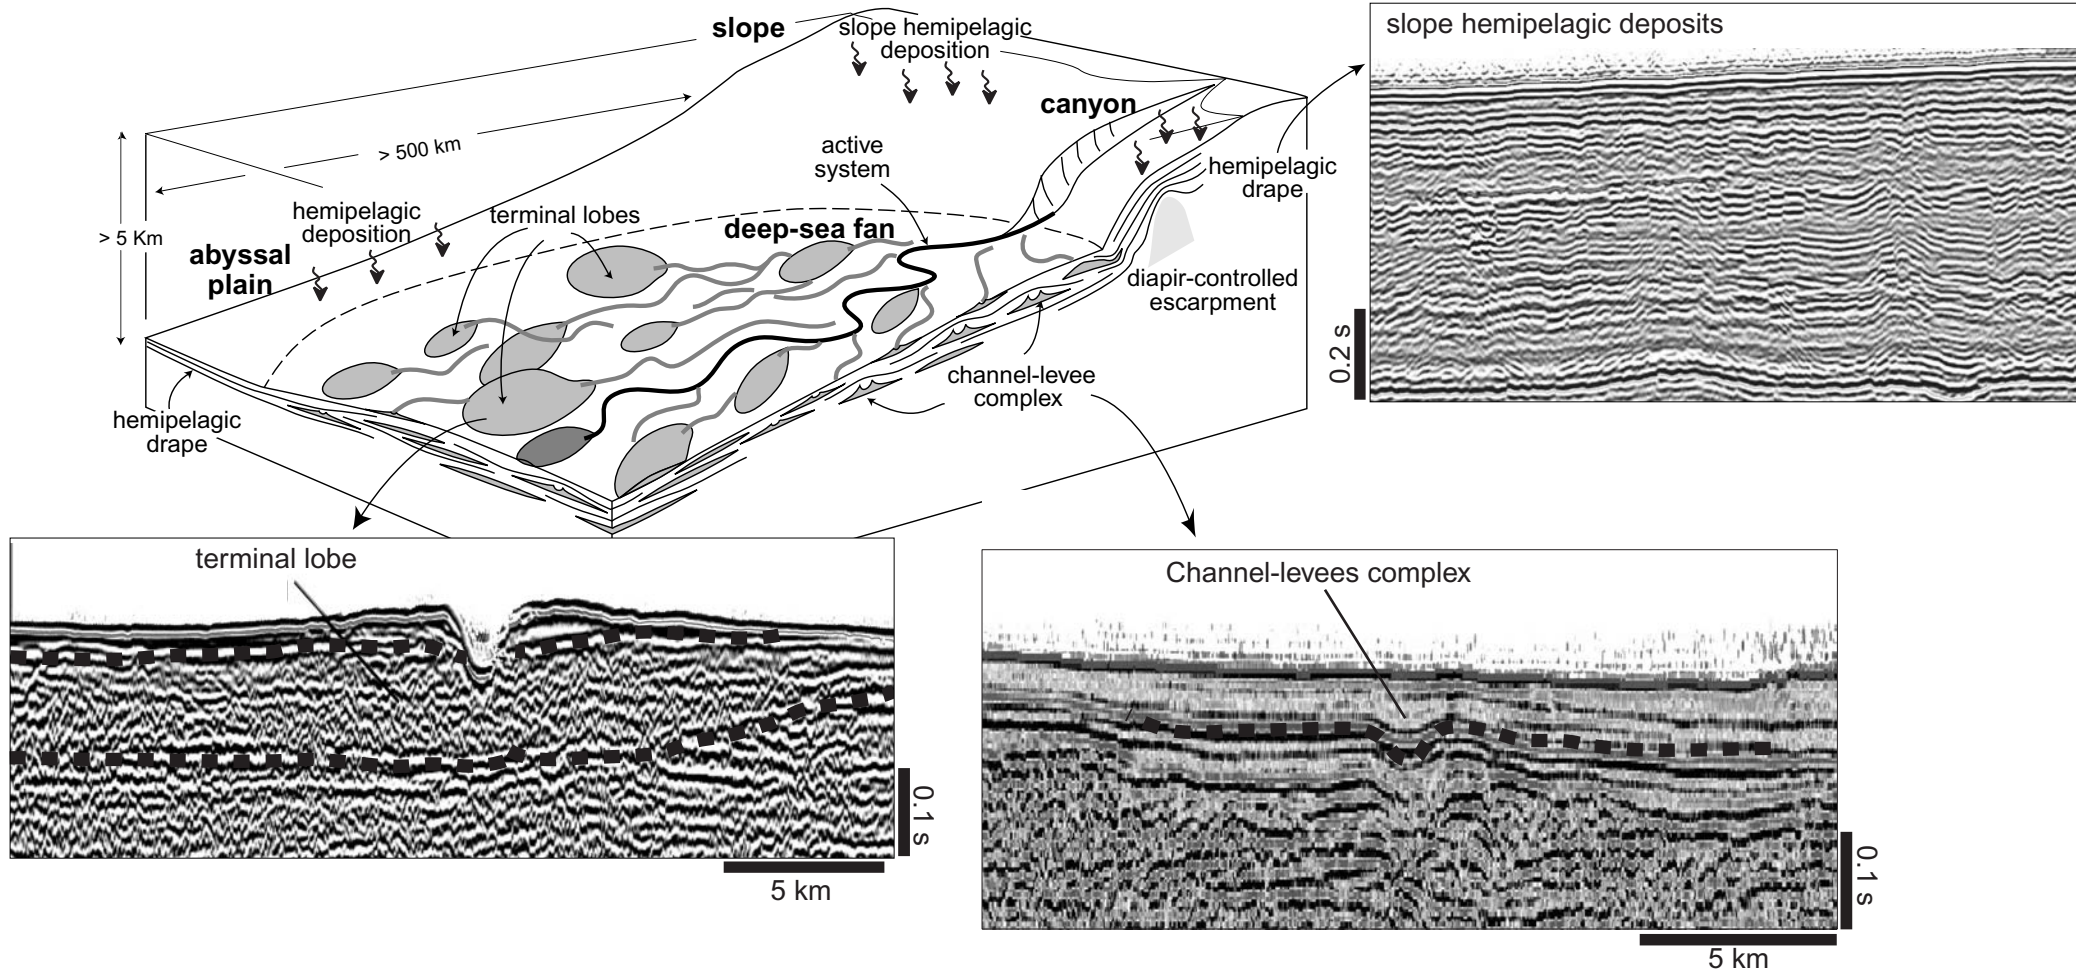 slope
slope hemipelagic
deposition
slope hemipelagic deposits
canyon
> 500 km
active
system
hemipelagic
drape
> 5 Km
hemipelagic
deposition
terminal lobes
deep-sea fan
abyssal
plain
diapir-controlled
escarpment
0.2 s
channel-levee
complex
hemipelagic
drape
terminal lobe
0.1 s
5 km
Channel-levees complex
0.1 s
5 km